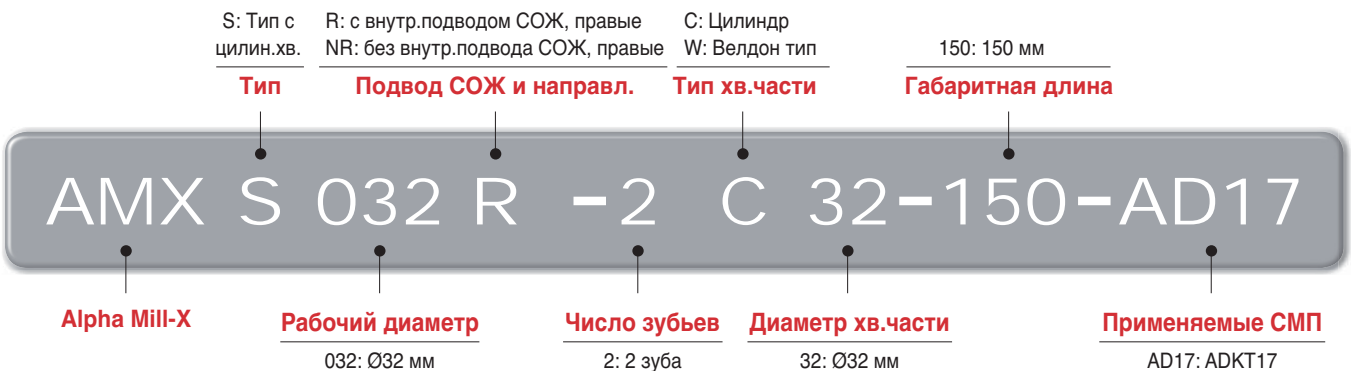 S: Тип с
цилин.хв.
R: с внутр.подводом СОЖ, правые
NR: без внутр.подвода СОЖ, правые
C: Цилиндр
W: Велдон тип
150: 150 мм
Тип
Подвод СОЖ и направл.
Тип хв.части
Габаритная длина
AMX S 032 R -2 C 32-150-AD17
Alpha Mill-X
Рабочий диаметр
Число зубьев
Диаметр хв.части
Применяемые СМП
032: Ø32 мм
2: 2 зуба
32: Ø32 мм
AD17: ADKT17